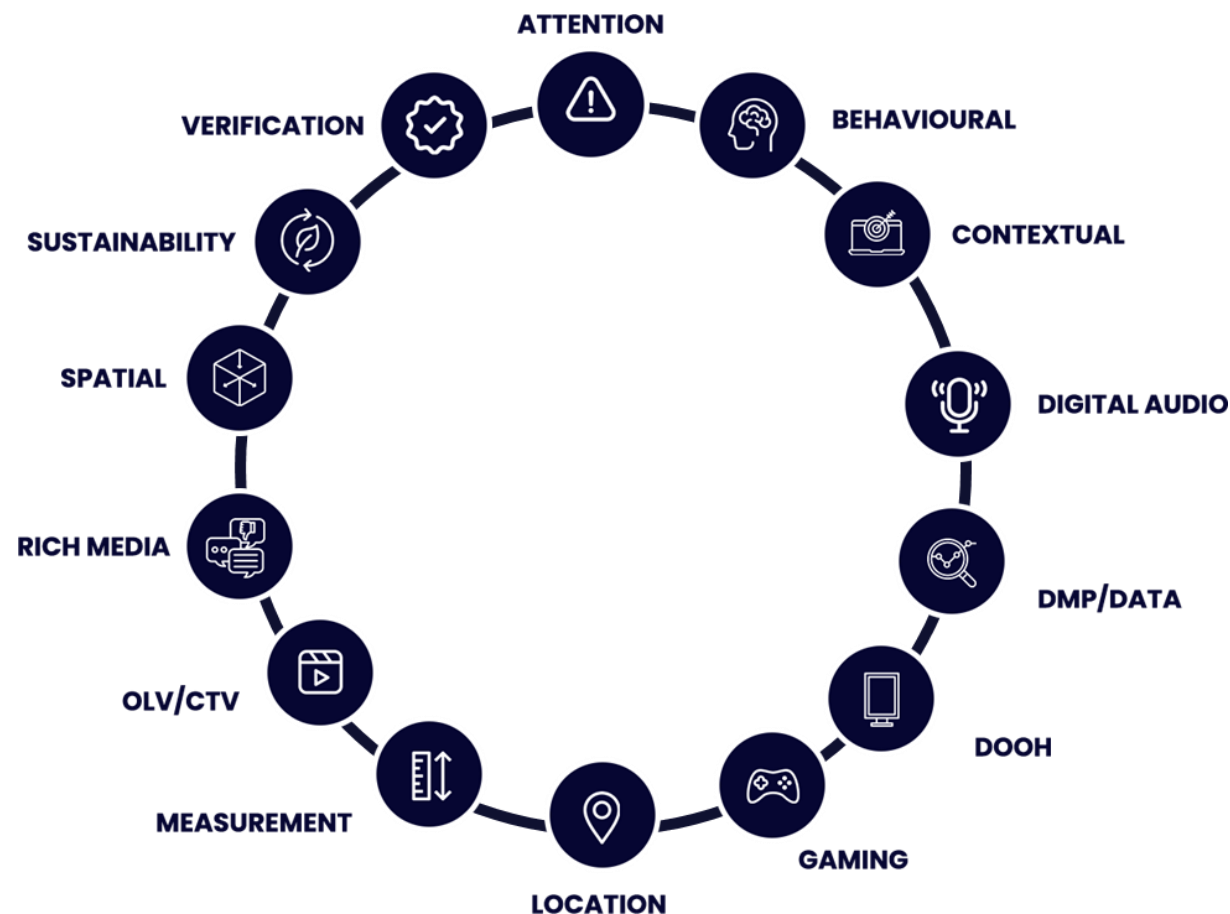 ATTENTION
BEHAVIOURAL
CONTEXTUAL
DIGITAL AUDIO
DMP/DATA
DOOH
GAMING
LOCATION
MEASUREMENT
OLV/CTV
RICH MEDIA
SPATIAL
SUSTAINABILITY
VERIFICATION